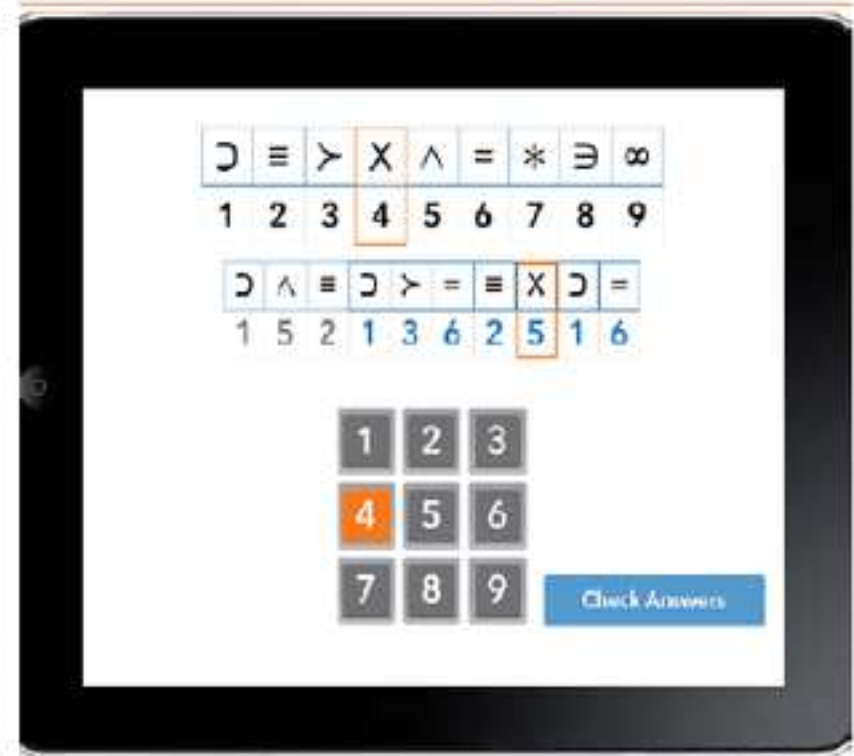 ⊃ ≡ ≻ X ∧ = * ∋ ∞
1 2 3 4 5 6 7 8 9
⊃ ∧ ≡ ⊃ ≻ = ≡ X ⊃ =
1 5 2 1 3 6 2 5 1 6
1 2 3
4 5 6
7 8 9
Check Answers